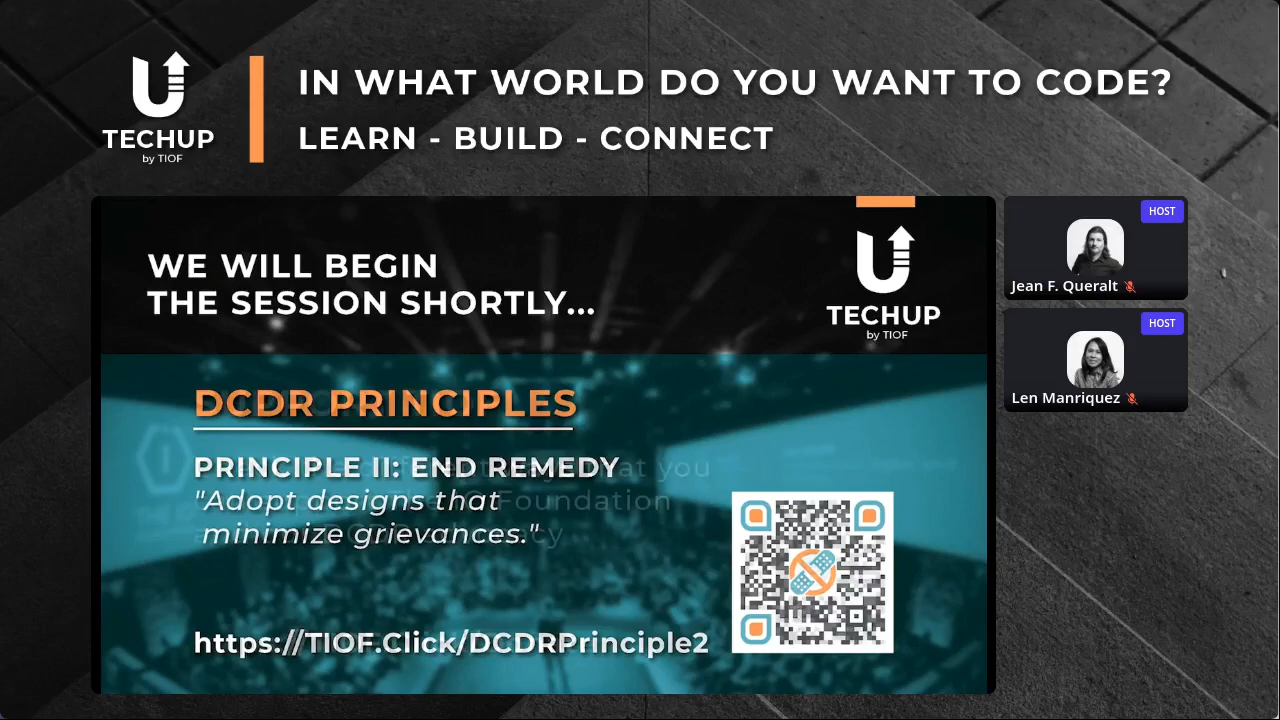 TECHUP
by TIOF
IN WHAT WORLD DO YOU WANT TO CODE?
LEARN - BUILD - CONNECT
WE WILL BEGIN
THE SESSION SHORTLY...
TECHUP
by TIOF
DCDR PRINCIPLES
PRINCIPLE II: END REMEDY
"Adopt designs that
minimize grievances."
https://TIOF.Click/DCDRPrinciple2
HOST
Jean F. Queralt
HOST
Len Manriquez